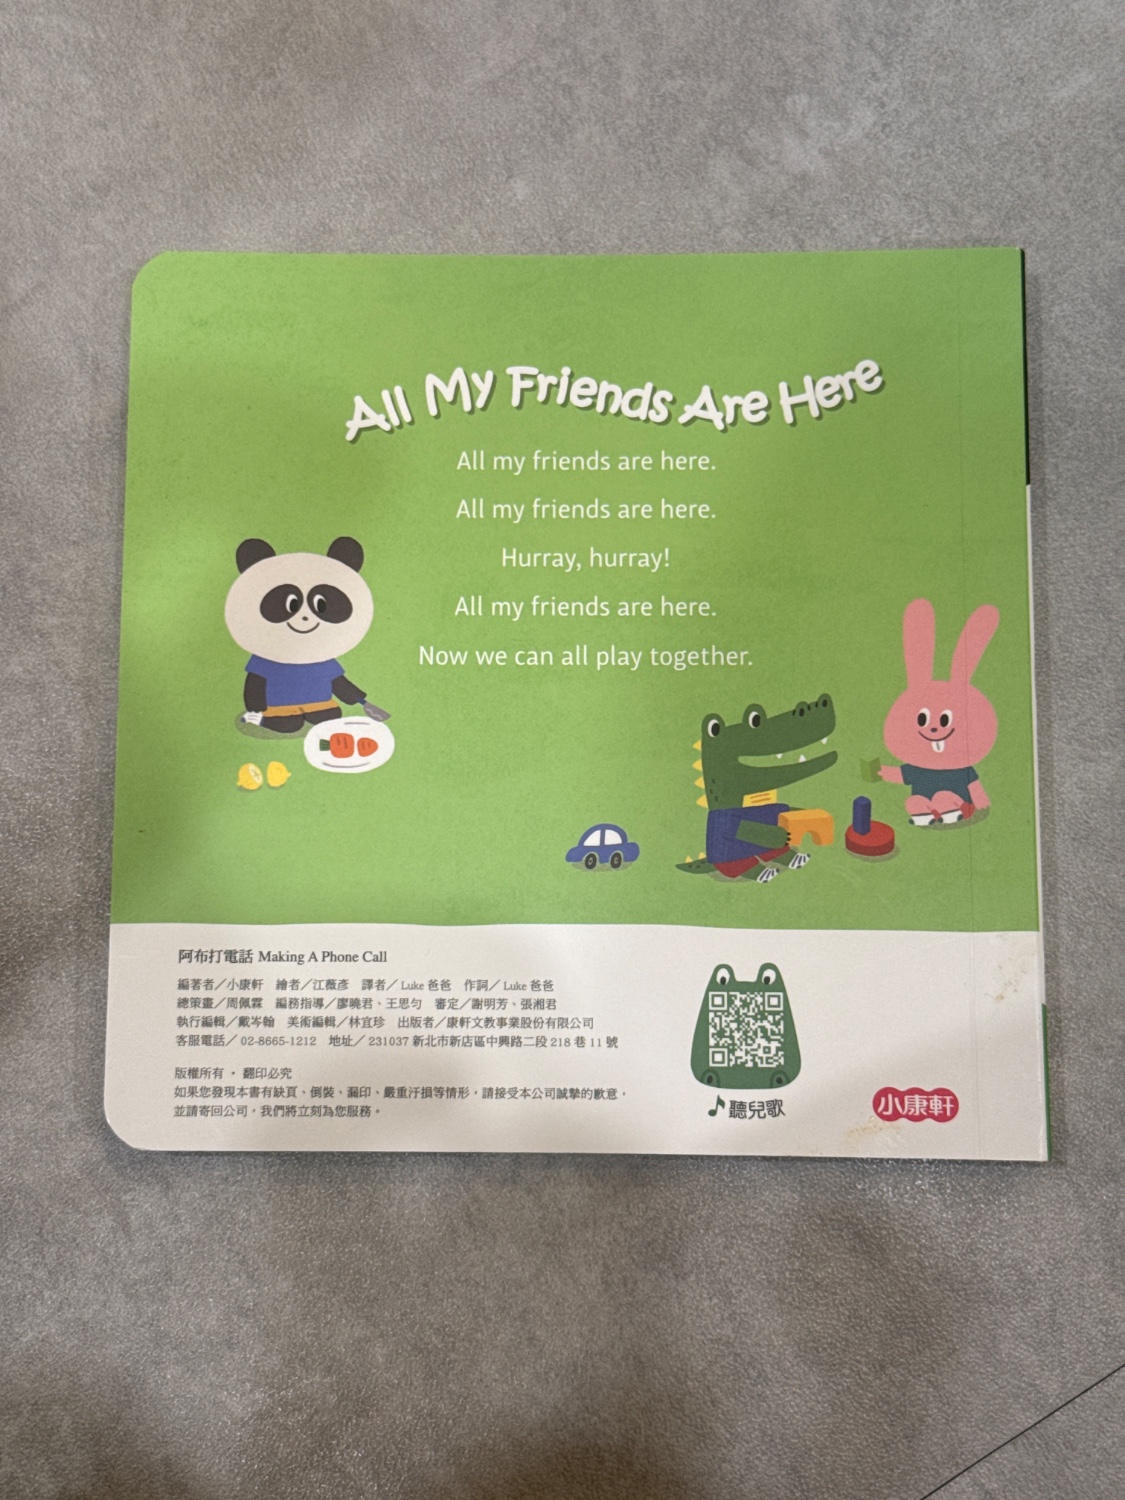 All My Friends Are Here
All my friends are here.
All my friends are here.
Hurray, hurray!
All my friends are here.
Now we can all play together.
阿布打電話 Making A Phone Call
編著者／小康軒　繪者／江薇彥　譯者／Luke 爸爸　作詞／Luke 爸爸
總策畫／周佩霖　編務指導／廖曉君、王思勻　審定／謝明芳、張湘君
執行編輯／戴岑翰　美術編輯／林宜珍　出版者／康軒文教事業股份有限公司
客服電話／02-8665-1212　地址／231037 新北市新店區中興路二段 218 巷 11 號
版權所有・翻印必究
如果您發現本書有缺頁、倒裝、漏印、嚴重汙損等情形，請接受本公司誠摯的歉意，
並請寄回公司，我們將立刻為您服務。
聽兒歌
小康軒